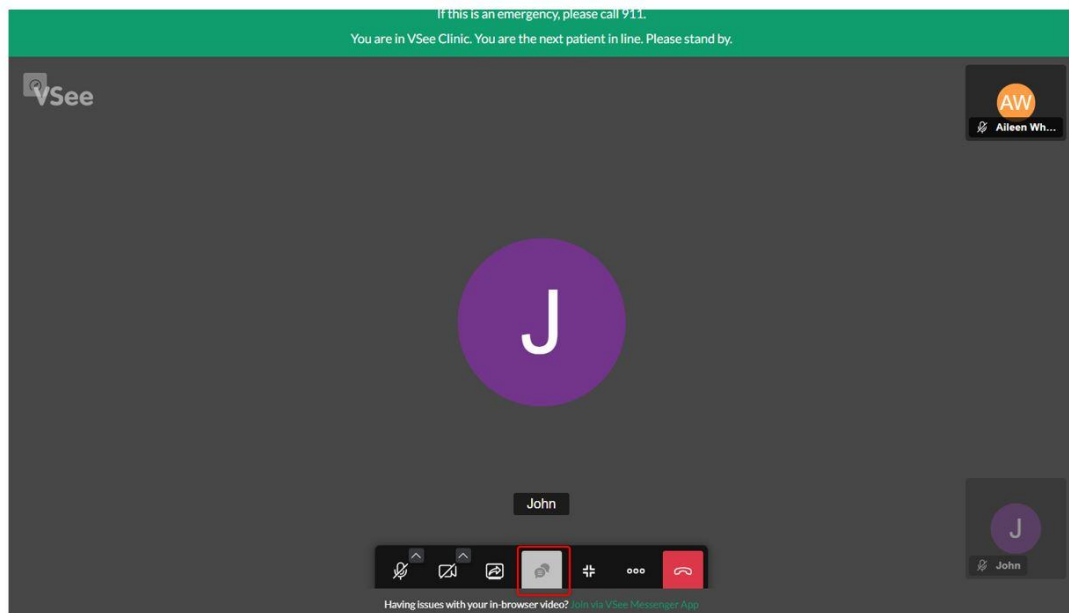 If this is an emergency, please call 911.
You are in VSee Clinic. You are the next patient in line. Please stand by.
VSee
AW
Aileen Wh...
J
John
J
John
Having issues with your in-browser video? Join via VSee Messenger App